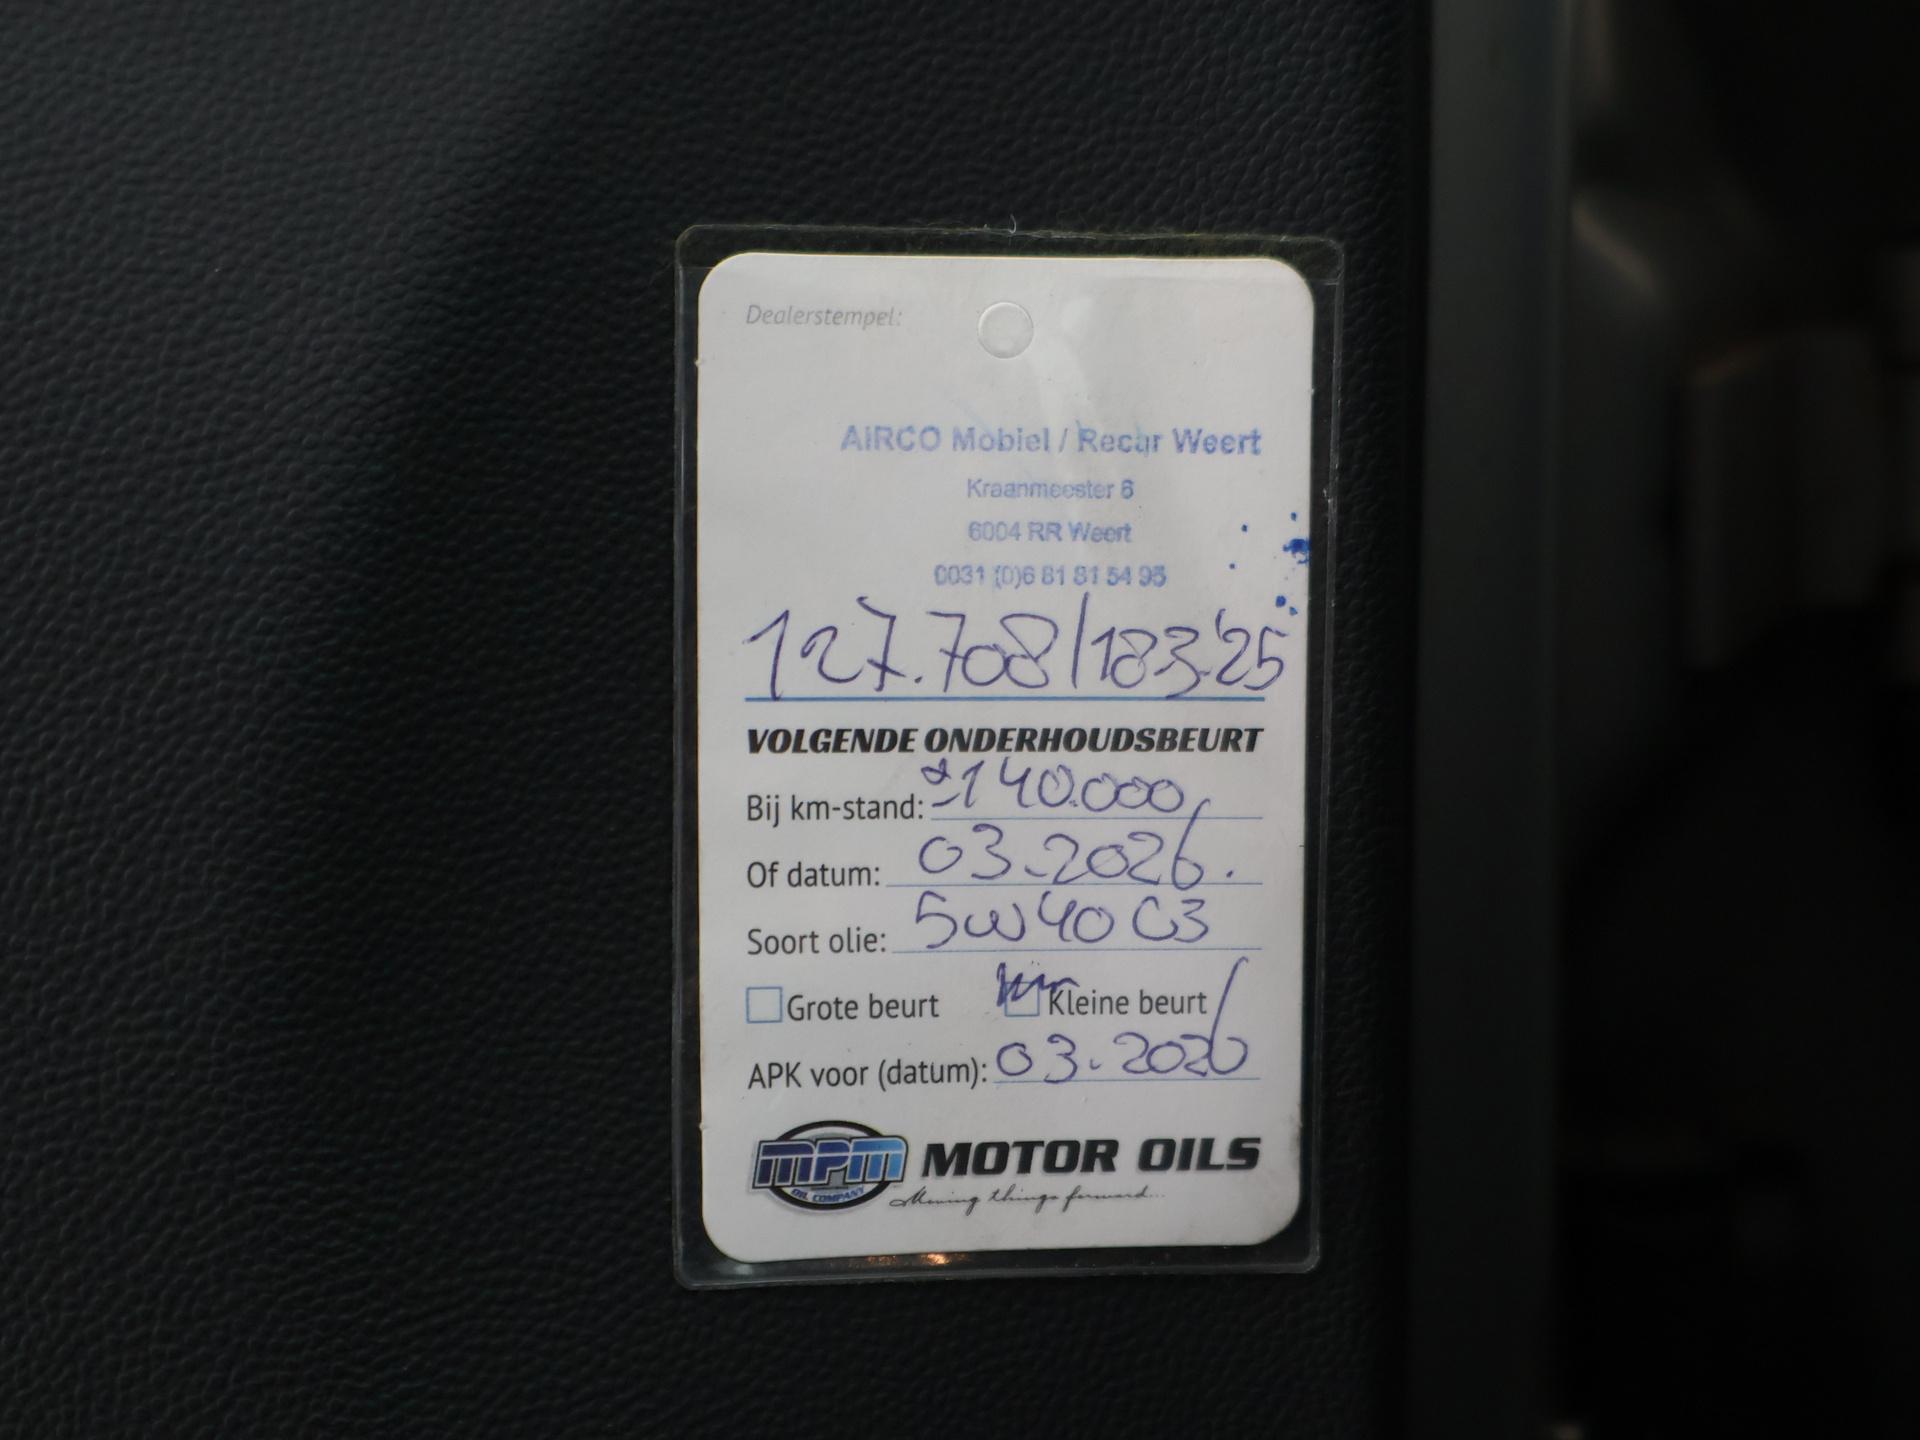 Dealerstempel:
AIRCO Mobiel / Recar Weert
Kraanmeester 6
6004 RR Weert
0031 (0)6 81 81 54 95
127.708/183.'25
VOLGENDE ONDERHOUDSBEURT
Bij km-stand: ±140.000
Of datum: 03-2026.
Soort olie: 5W40 C3
Grote beurt Kleine beurt
APK voor (datum): 03.2026
MPM OIL COMPANY MOTOR OILS
Moving things forward...